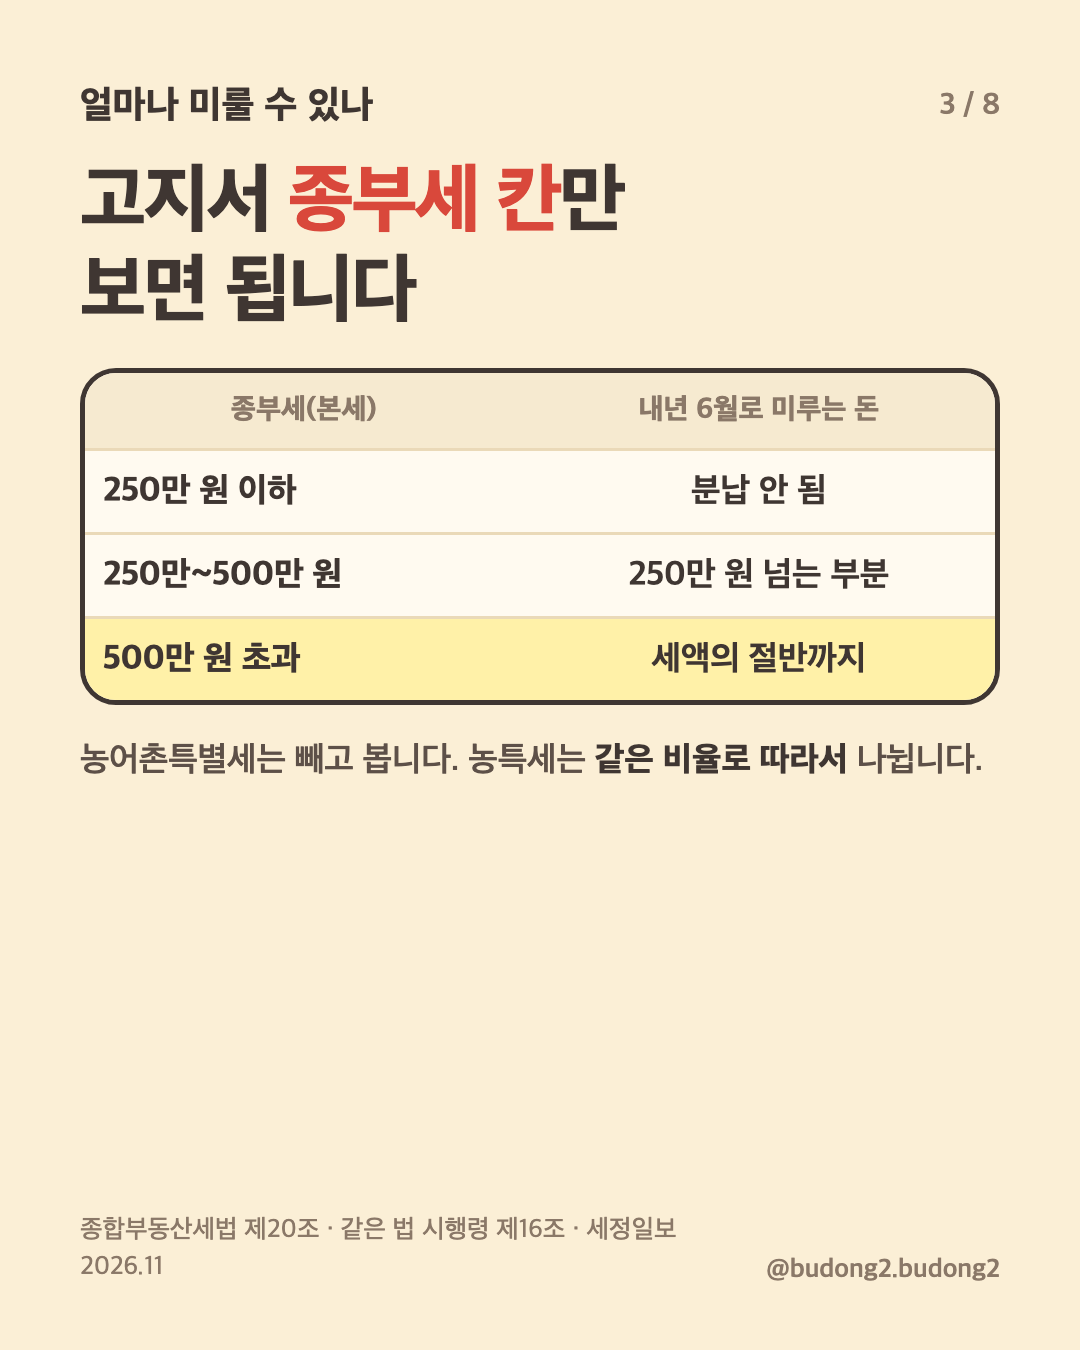 얼마나 미룰 수 있나
3 / 8
고지서 종부세 칸만
보면 됩니다
종부세(본세) 내년 6월로 미루는 돈
250만 원 이하 분납 안 됨
250만~500만 원 250만 원 넘는 부분
500만 원 초과 세액의 절반까지
농어촌특별세는 빼고 봅니다. 농특세는 같은 비율로 따라서 나뉩니다.
종합부동산세법 제20조 · 같은 법 시행령 제16조 · 세정일보
2026.11
@budong2.budong2